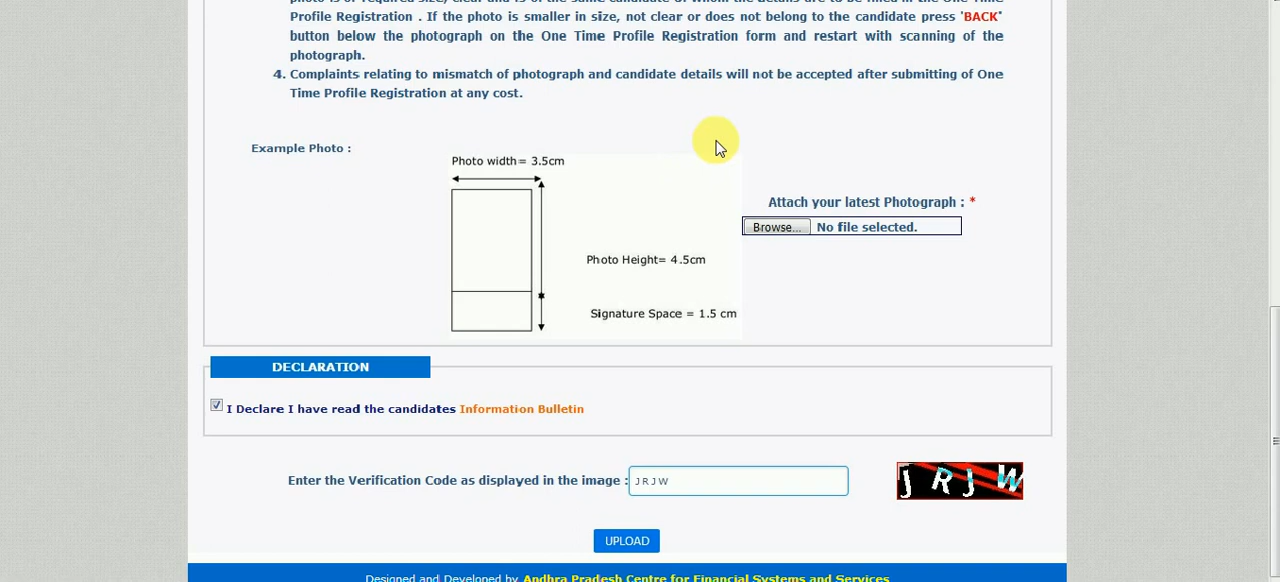 Profile Registration . If the photo is smaller in size, not clear or does not belong to the candidate press 'BACK'
button below the photograph on the One Time Profile Registration form and restart with scanning of the
photograph.
4. Complaints relating to mismatch of photograph and candidate details will not be accepted after submitting of One
Time Profile Registration at any cost.
Example Photo :
Photo width= 3.5cm
Attach your latest Photograph : *
Browse... No file selected.
Photo Height= 4.5cm
Signature Space = 1.5 cm
DECLARATION
I Declare I have read the candidates Information Bulletin
Enter the Verification Code as displayed in the image : JRJW
J R J W
UPLOAD
Designed and Developed by Andhra Pradesh Centre for Financial Systems and Services